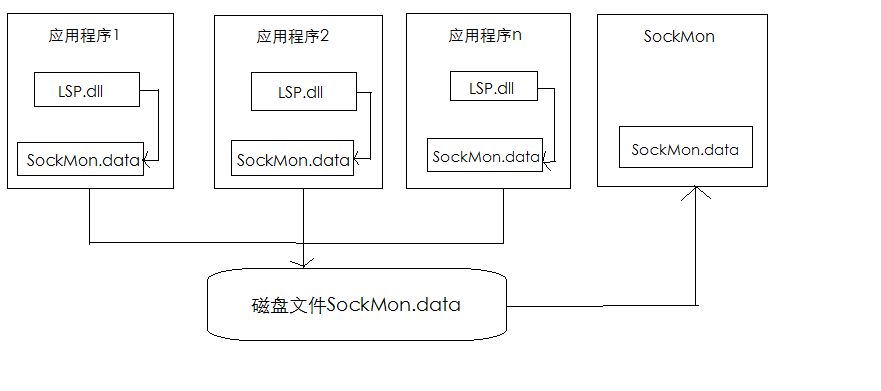 应用程序1
应用程序2
应用程序n
SockMon
LSP.dll
LSP.dll
LSP.dll
SockMon.data
SockMon.data
SockMon.data
SockMon.data
磁盘文件SockMon.data